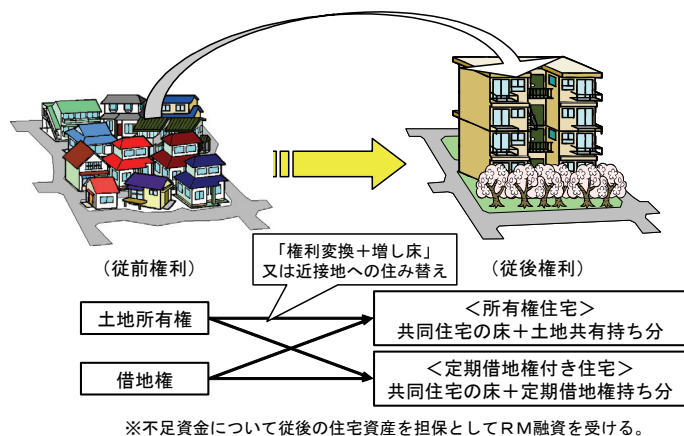 （従前権利）
「権利変換＋増し床」
又は近接地への住み替え
（従後権利）
土地所有権
＜所有権住宅＞
共同住宅の床＋土地共有持ち分
借地権
＜定期借地権付き住宅＞
共同住宅の床＋定期借地権持ち分
※不足資金について従後の住宅資産を担保としてＲＭ融資を受ける。